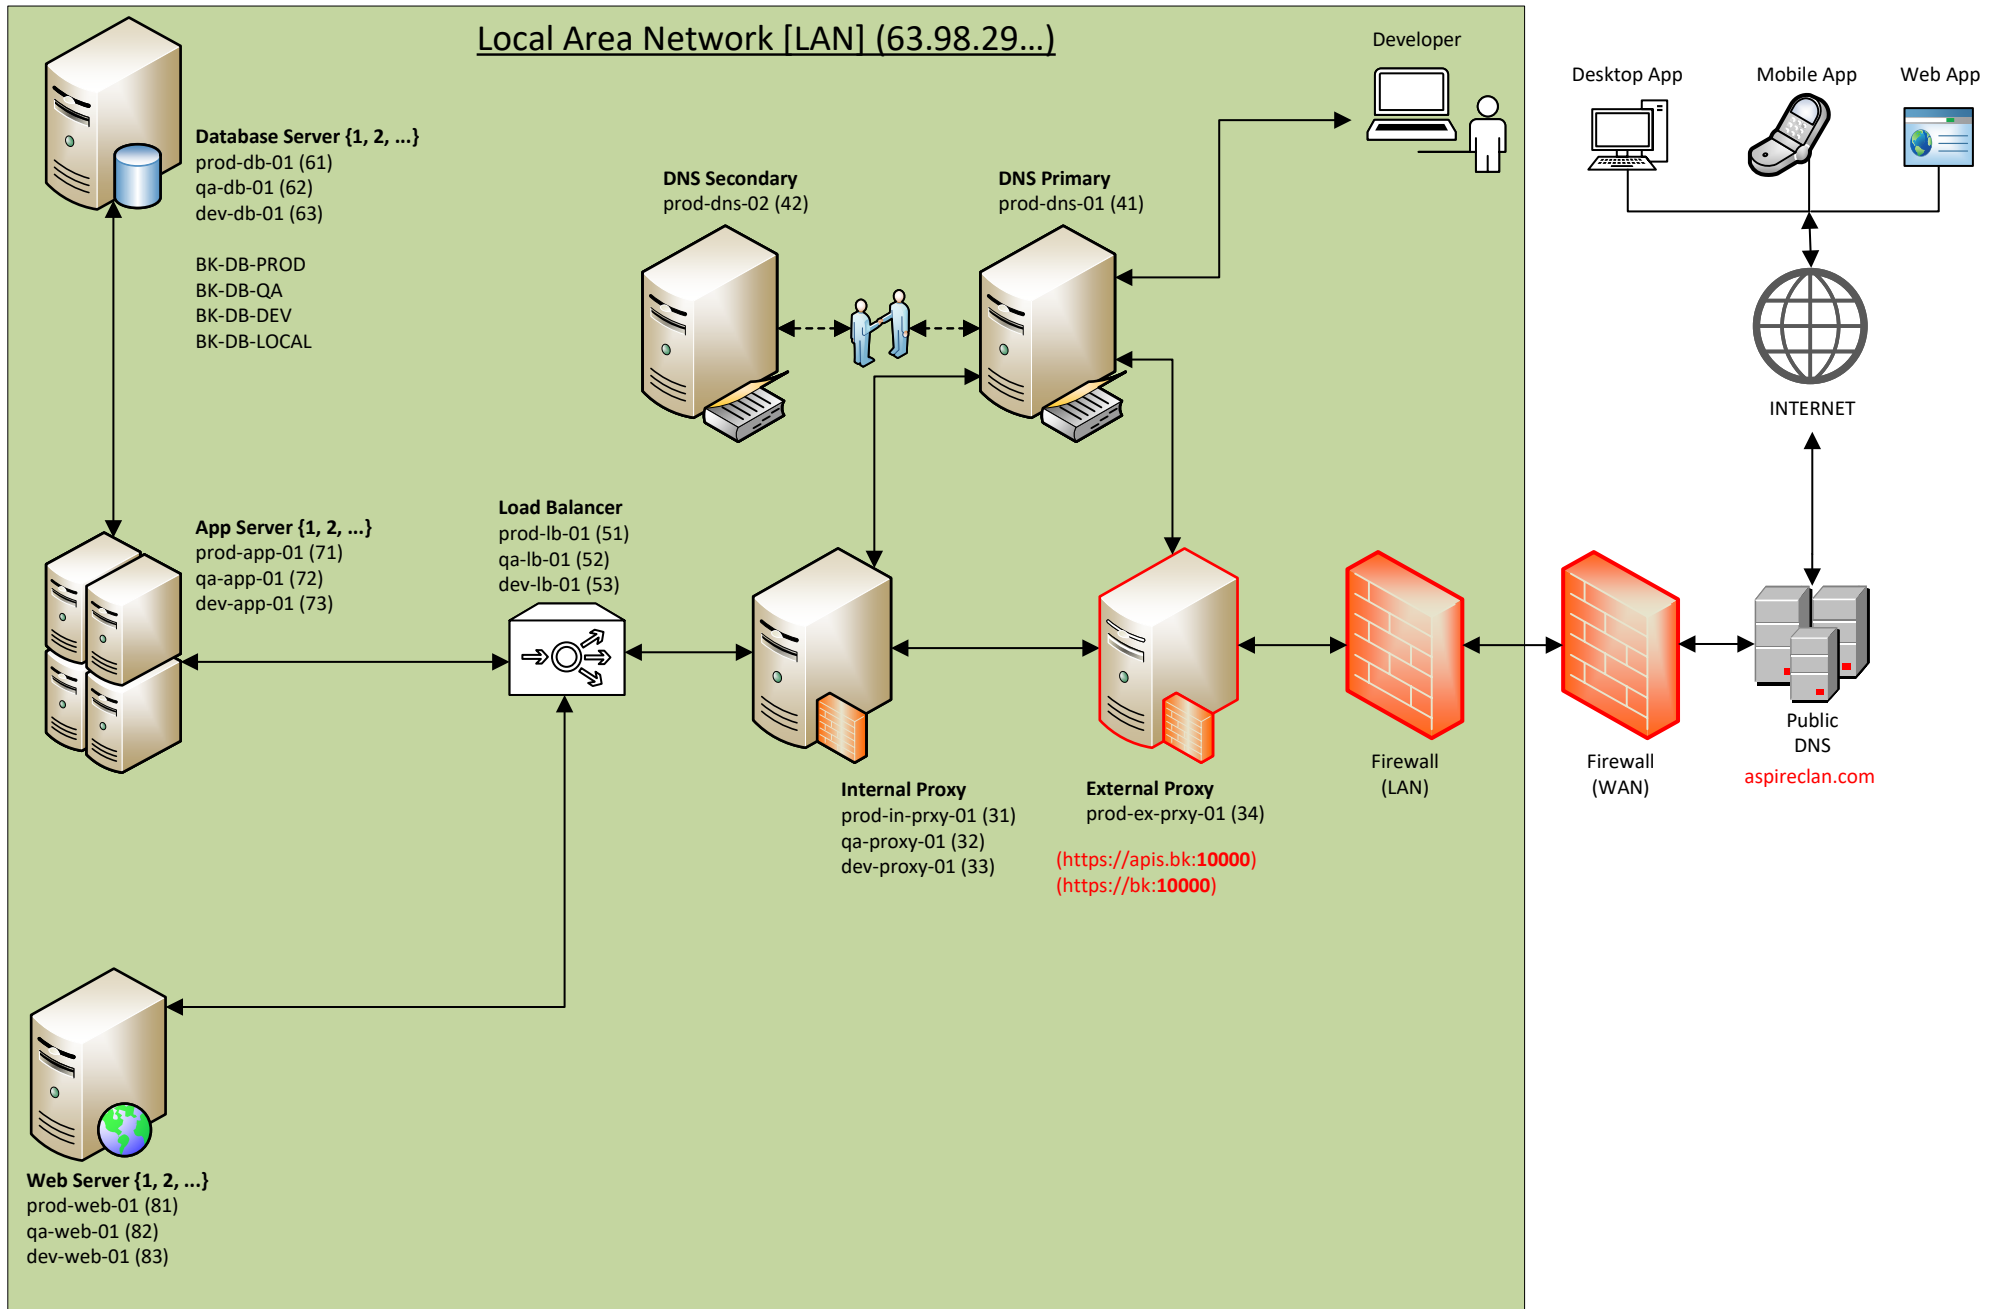 Local Area Network [LAN] (63.98.29...)
Developer
Desktop App
Mobile App
Web App
Database Server {1, 2, ...}
prod-db-01 (61)
qa-db-01 (62)
dev-db-01 (63)
BK-DB-PROD
BK-DB-QA
BK-DB-DEV
BK-DB-LOCAL
DNS Secondary
prod-dns-02 (42)
DNS Primary
prod-dns-01 (41)
INTERNET
App Server {1, 2, ...}
prod-app-01 (71)
qa-app-01 (72)
dev-app-01 (73)
Load Balancer
prod-lb-01 (51)
qa-lb-01 (52)
dev-lb-01 (53)
Internal Proxy
prod-in-prxy-01 (31)
qa-proxy-01 (32)
dev-proxy-01 (33)
External Proxy
prod-ex-prxy-01 (34)
(https://apis.bk:10000)
(https://bk:10000)
Firewall
(LAN)
Firewall
(WAN)
Public
DNS
aspireclan.com
Web Server {1, 2, ...}
prod-web-01 (81)
qa-web-01 (82)
dev-web-01 (83)